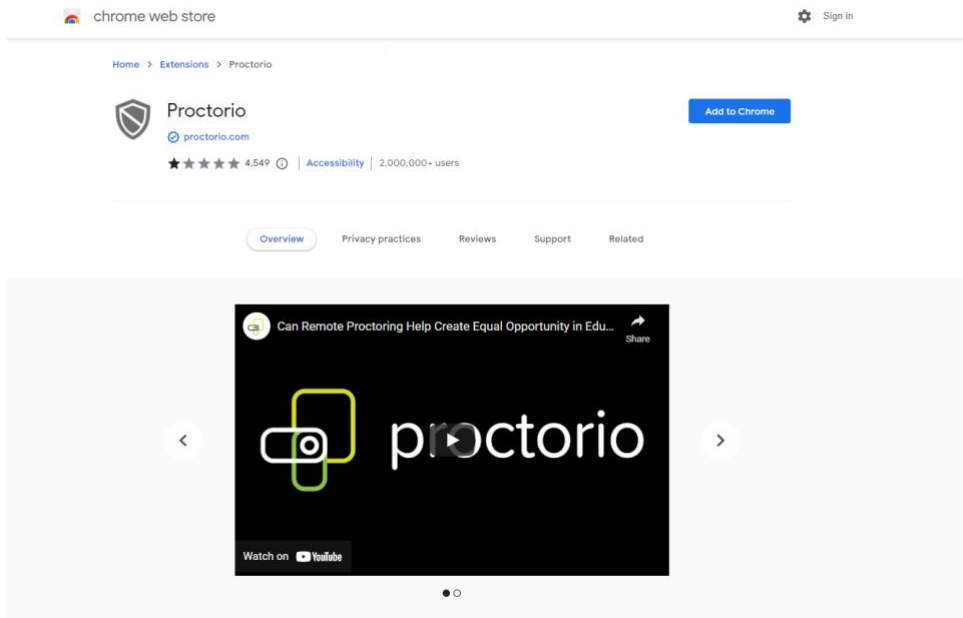 chrome web store
Sign in
Home > Extensions > Proctorio
Proctorio
proctorio.com
4,549 | Accessibility | 2,000,000+ users
Add to Chrome
Overview Privacy practices Reviews Support Related
Can Remote Proctoring Help Create Equal Opportunity in Edu...
Share
proctorio
Watch on YouTube